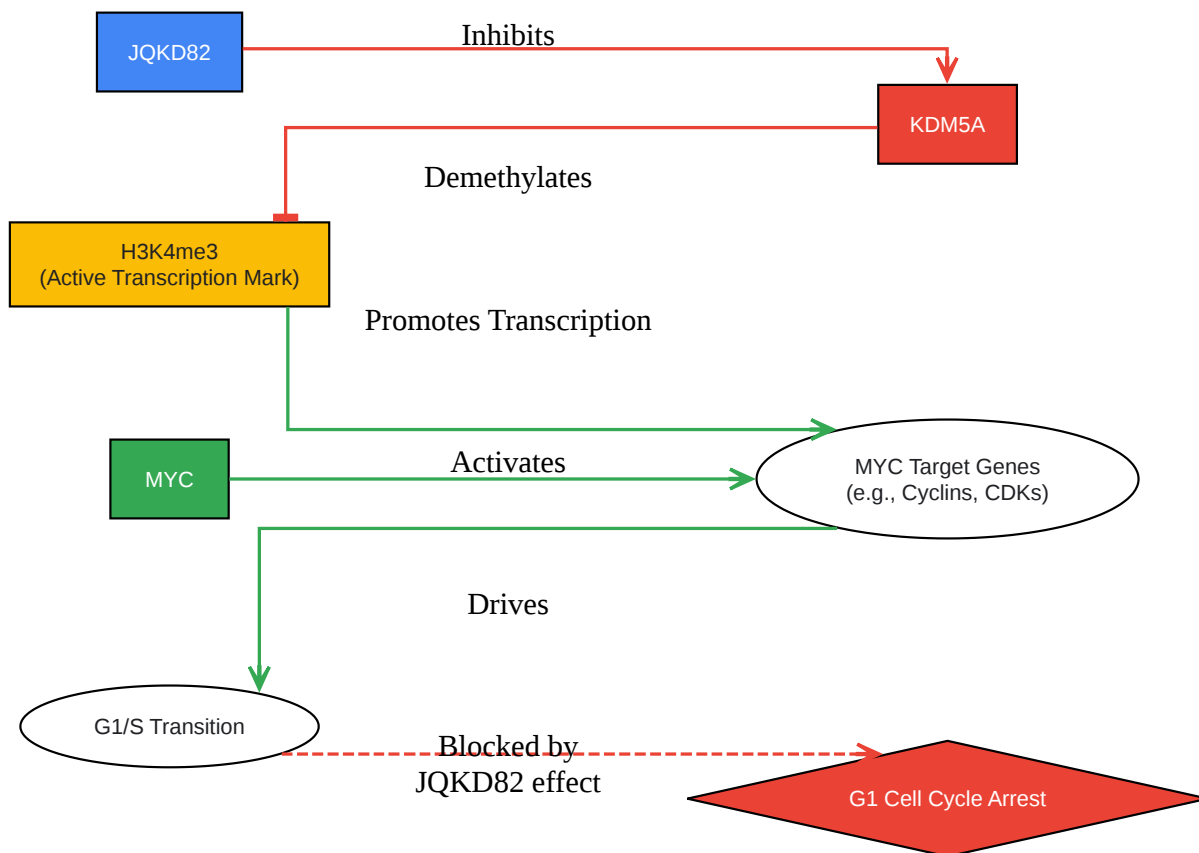 JQKD82
Inhibits
KDM5A
Demethylates
H3K4me3
(Active Transcription Mark)
Promotes Transcription
MYC
Activates
MYC Target Genes
(e.g., Cyclins, CDKs)
Drives
G1/S Transition
Blocked by
JQKD82 effect
G1 Cell Cycle Arrest